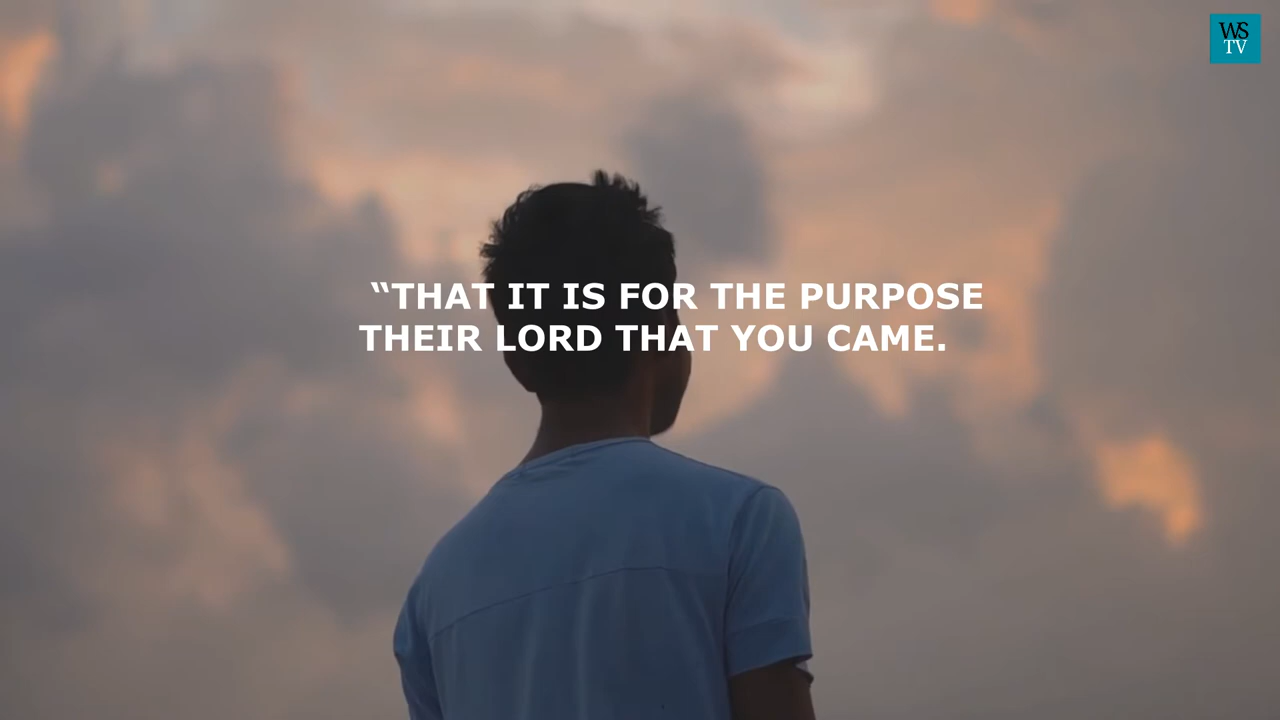 WS
TV
“THAT IT IS FOR THE PURPOSE
THEIR LORD THAT YOU CAME.